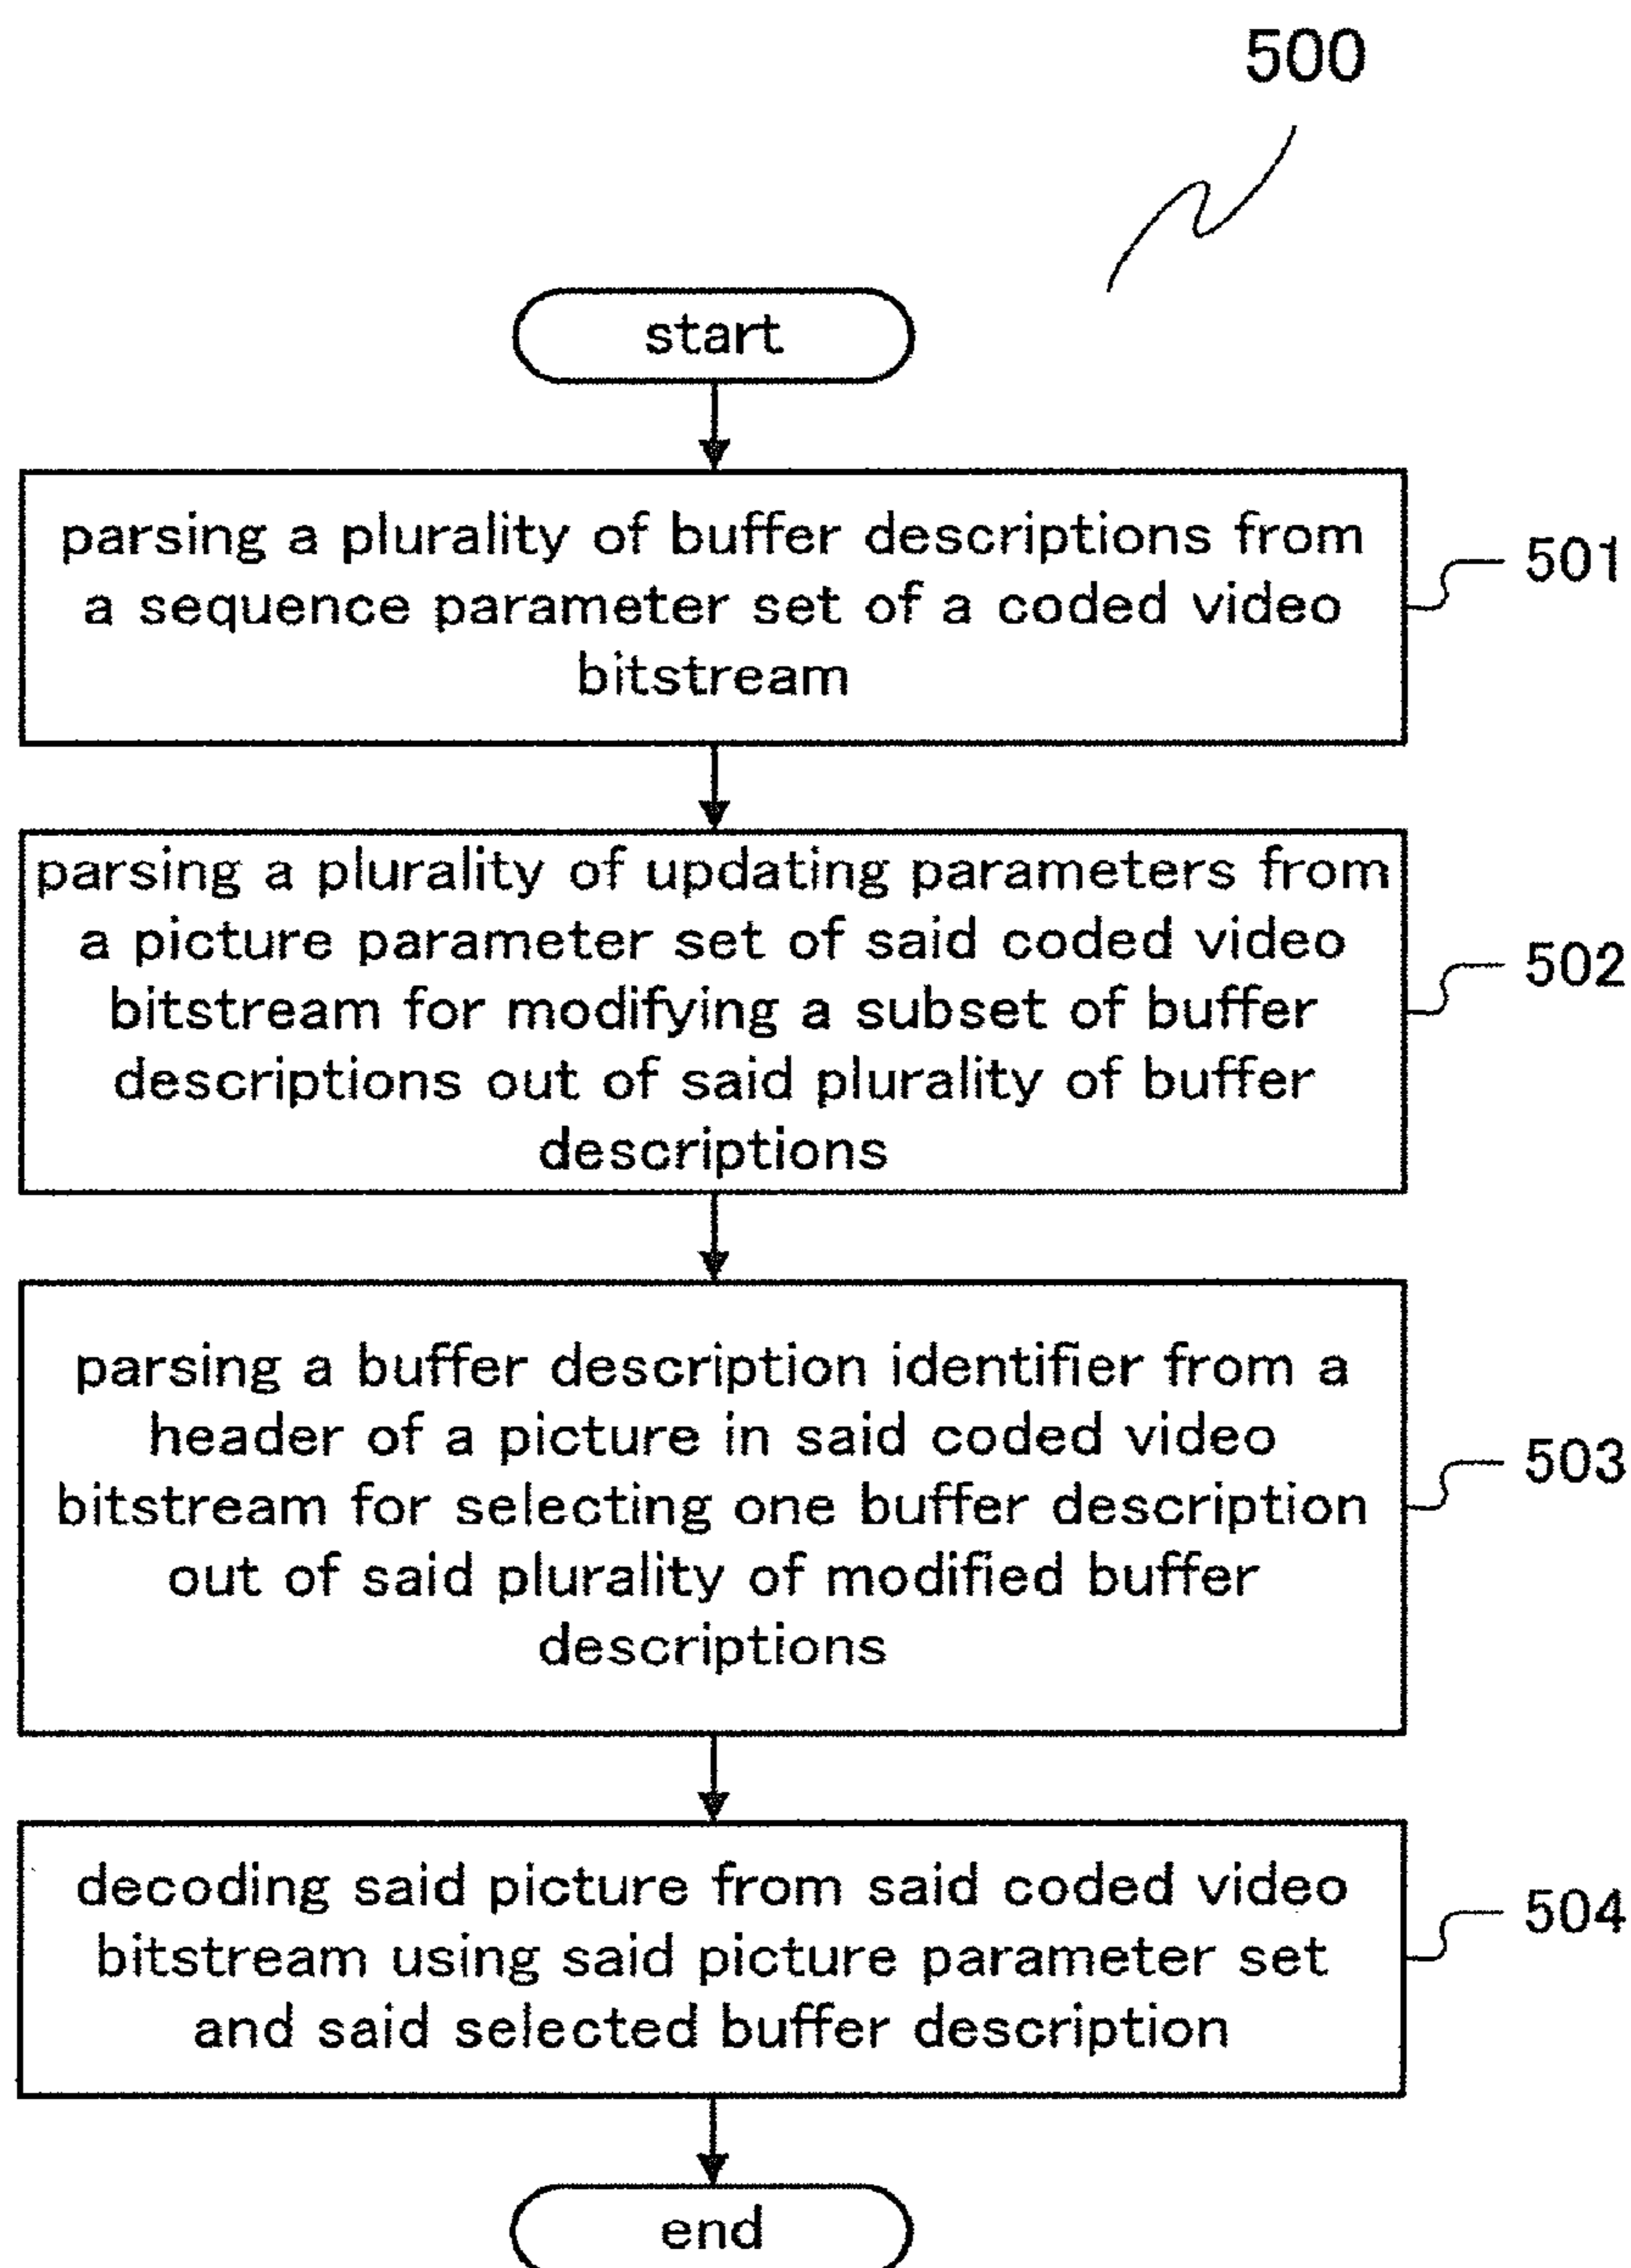 500
start
parsing a plurality of buffer descriptions from
a sequence parameter set of a coded video
bitstream
501
parsing a plurality of updating parameters from
a picture parameter set of said coded video
bitstream for modifying a subset of buffer
descriptions out of said plurality of buffer
descriptions
502
parsing a buffer description identifier from a
header of a picture in said coded video
bitstream for selecting one buffer description
out of said plurality of modified buffer
descriptions
503
decoding said picture from said coded video
bitstream using said picture parameter set
and said selected buffer description
504
end